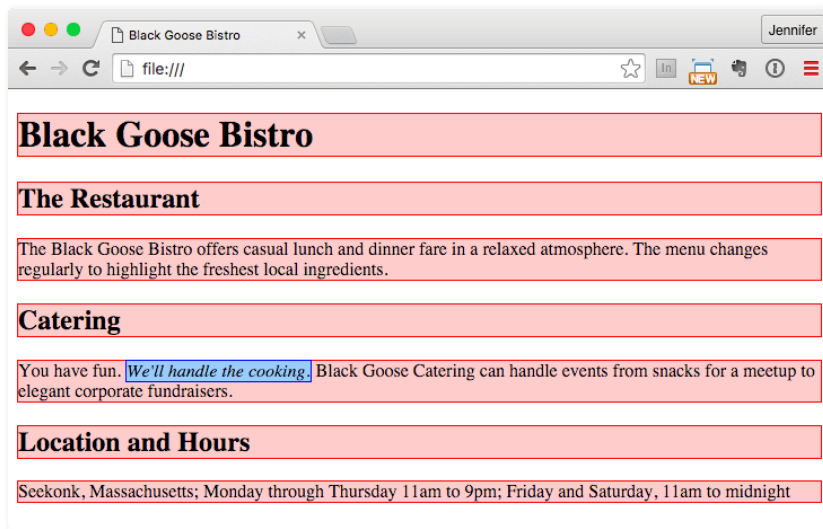 Black Goose Bistro
Jennifer
file:///
In
NEW
Black Goose Bistro
The Restaurant
The Black Goose Bistro offers casual lunch and dinner fare in a relaxed atmosphere. The menu changes
regularly to highlight the freshest local ingredients.
Catering
You have fun. We'll handle the cooking. Black Goose Catering can handle events from snacks for a meetup to
elegant corporate fundraisers.
Location and Hours
Seekonk, Massachusetts; Monday through Thursday 11am to 9pm; Friday and Saturday, 11am to midnight